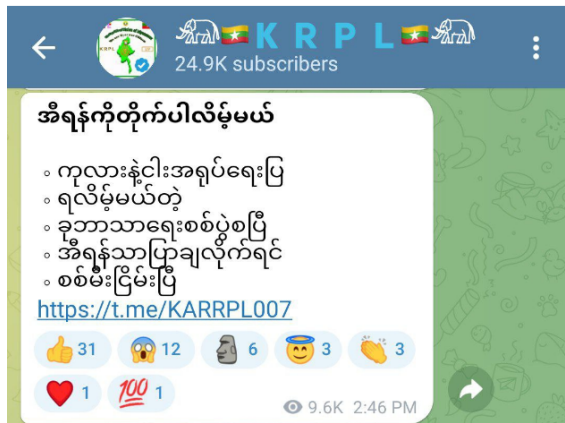 K R P L
24.9K subscribers
အီရန်ကိုတိုက်ပါလိမ့်မယ်
◦ ကုလားနဲ့ငါးအရုပ်ရေးပြ
◦ ရလိမ့်မယ်တဲ့
◦ ခုဘာသာရေးစစ်ပွဲစပြီ
◦ အီရန်သာပြာချလိုက်ရင်
◦ စစ်မီးငြိမ်းပြီ
https://t.me/KARRPL007
31 12 6 3 3
1 100 1
9.6K 2:46 PM